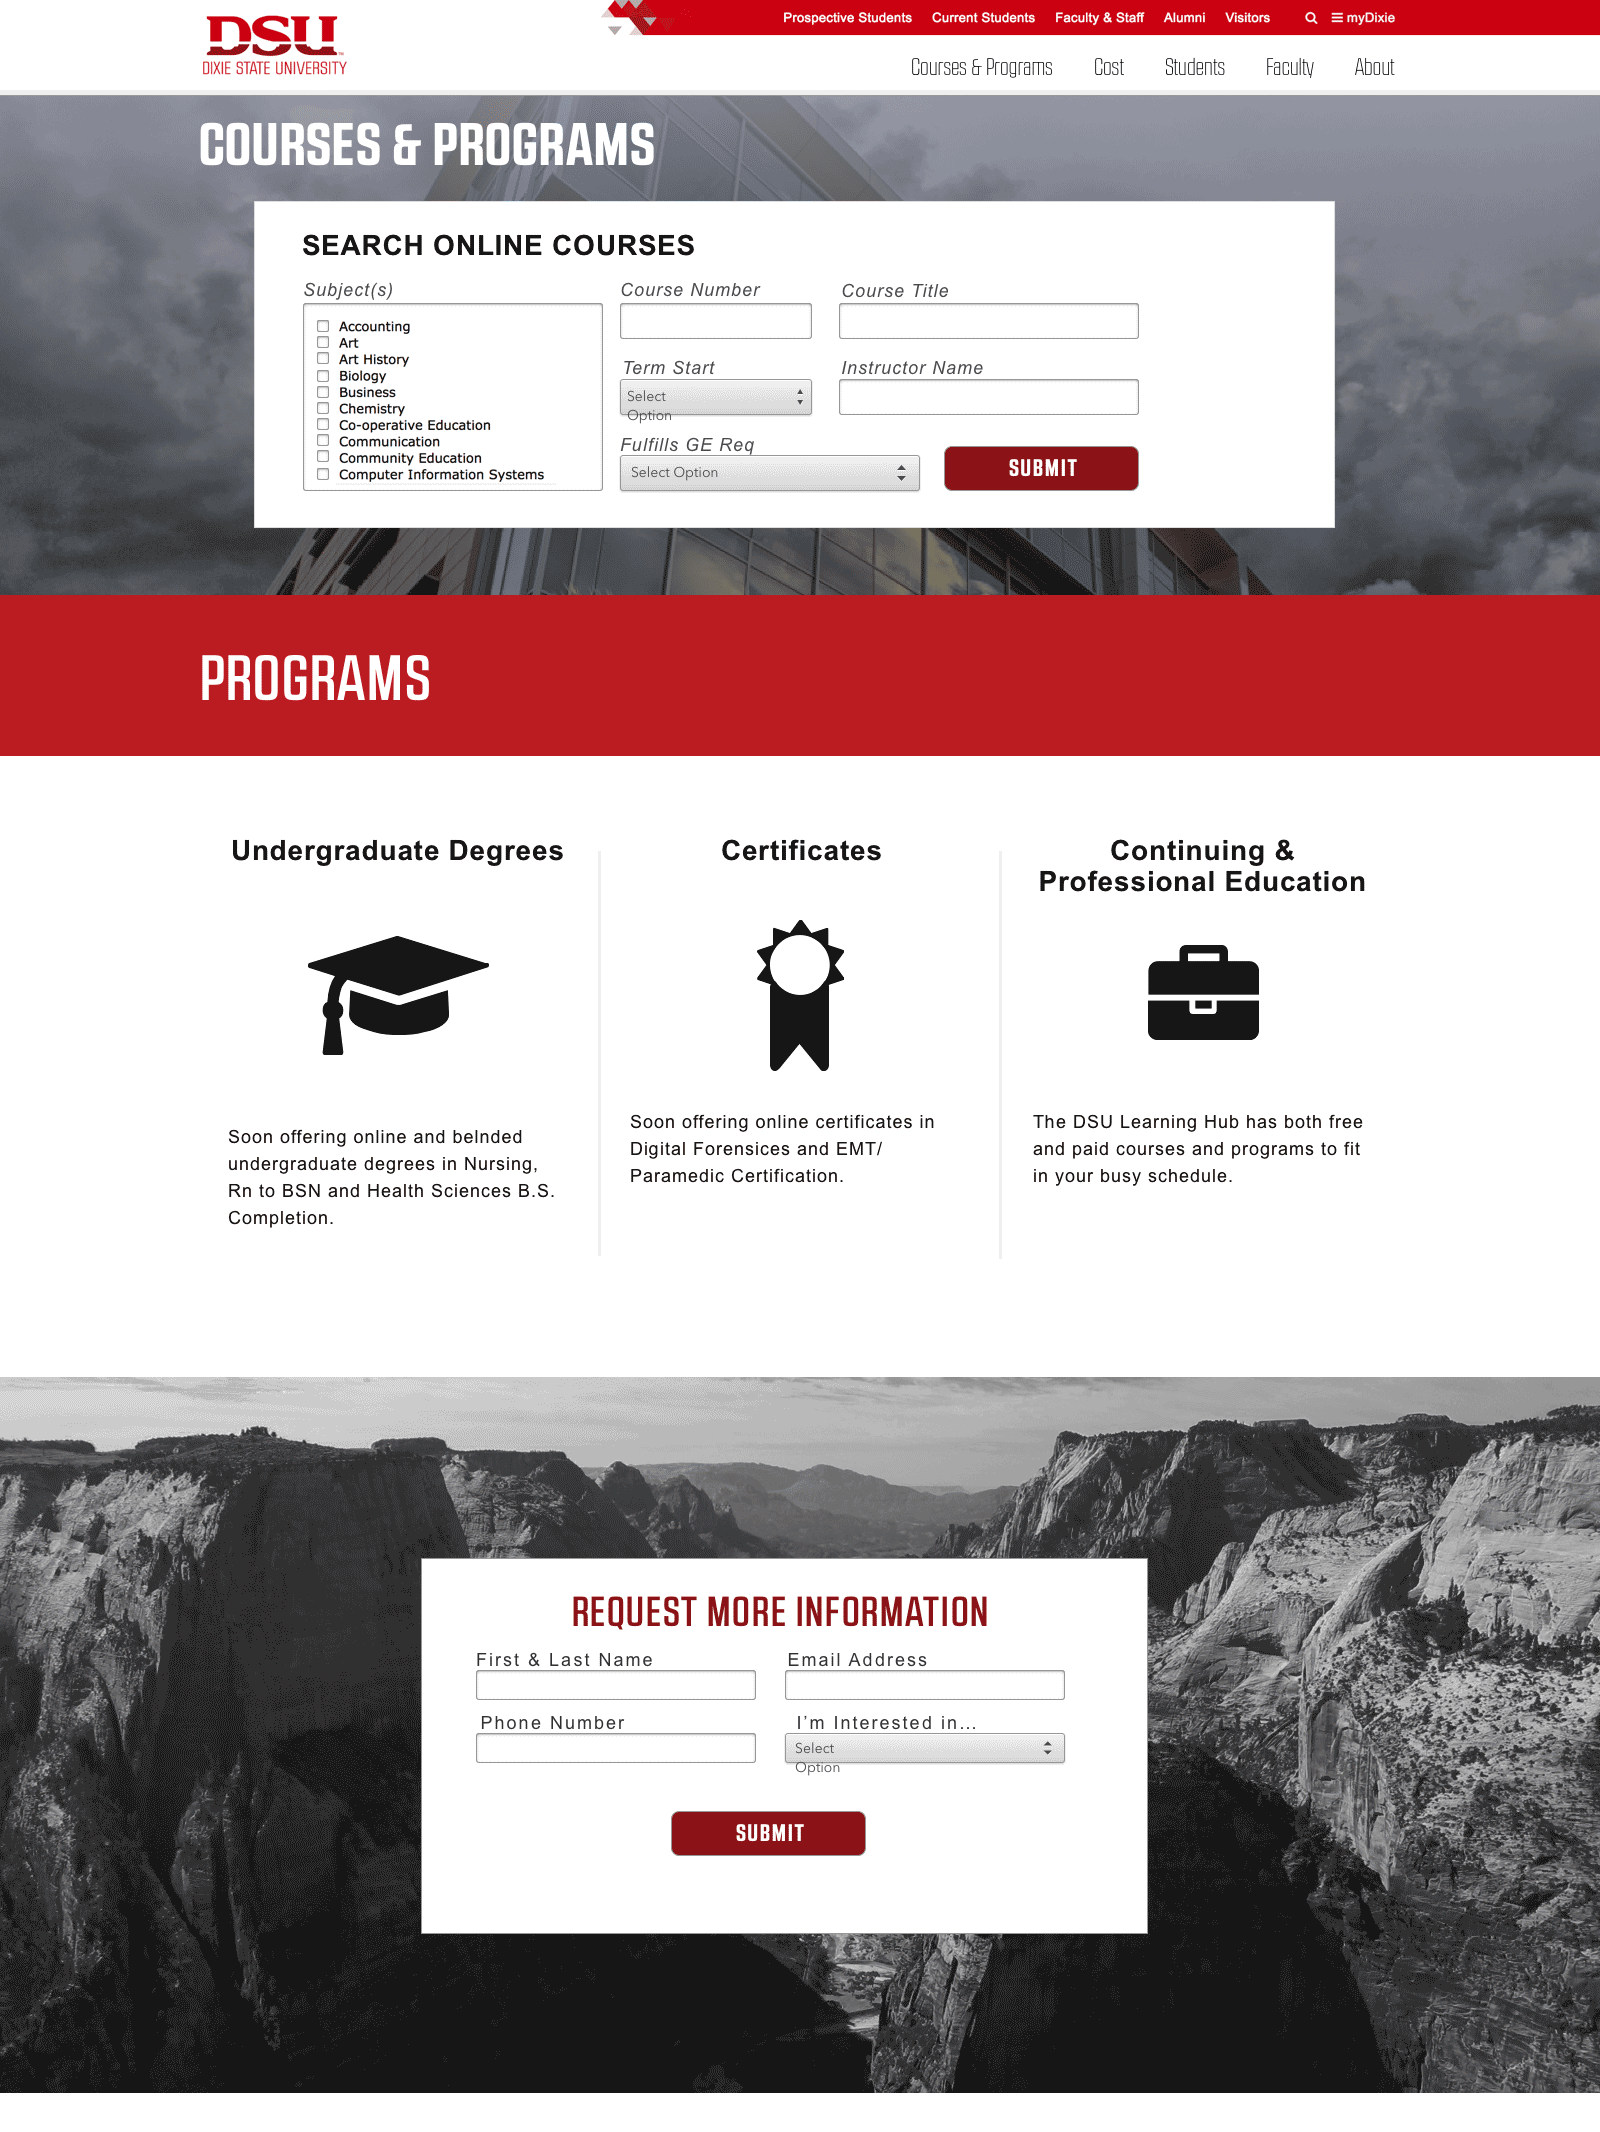 Prospective Students Current Students Faculty & Staff Alumni Visitors myDixie
DSU
DIXIE STATE UNIVERSITY
Courses & Programs Cost Students Faculty About
COURSES & PROGRAMS
SEARCH ONLINE COURSES
Subject(s) Course Number Course Title
Accounting
Art
Art History
Biology
Business
Chemistry
Co-operative Education
Communication
Community Education
Computer Information Systems
Term Start Instructor Name
Select
Option
Fulfills GE Req
Select Option
SUBMIT
PROGRAMS
Undergraduate Degrees
Soon offering online and belnded
undergraduate degrees in Nursing,
Rn to BSN and Health Sciences B.S.
Completion.
Certificates
Soon offering online certificates in
Digital Forensices and EMT/
Paramedic Certification.
Continuing &
Professional Education
The DSU Learning Hub has both free
and paid courses and programs to fit
in your busy schedule.
REQUEST MORE INFORMATION
First & Last Name Email Address
Phone Number I'm Interested in...
Select
Option
SUBMIT